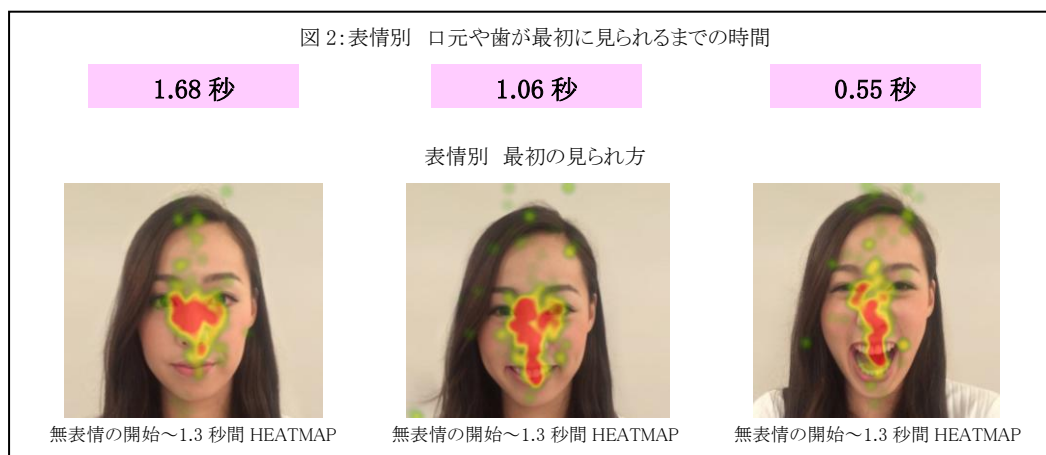 図 2:表情別 口元や歯が最初に見られるまでの時間
1.68 秒
1.06 秒
0.55 秒
表情別 最初の見られ方
無表情の開始～1.3 秒間 HEATMAP
無表情の開始～1.3 秒間 HEATMAP
無表情の開始～1.3 秒間 HEATMAP